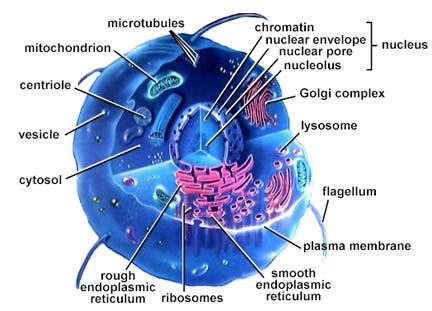 microtubules
mitochondrion
centriole
vesicle
cytosol
rough
endoplasmic
reticulum
ribosomes
smooth
endoplasmic
reticulum
chromatin
nuclear envelope
nuclear pore
nucleolus
nucleus
Golgi complex
lysosome
flagellum
plasma membrane